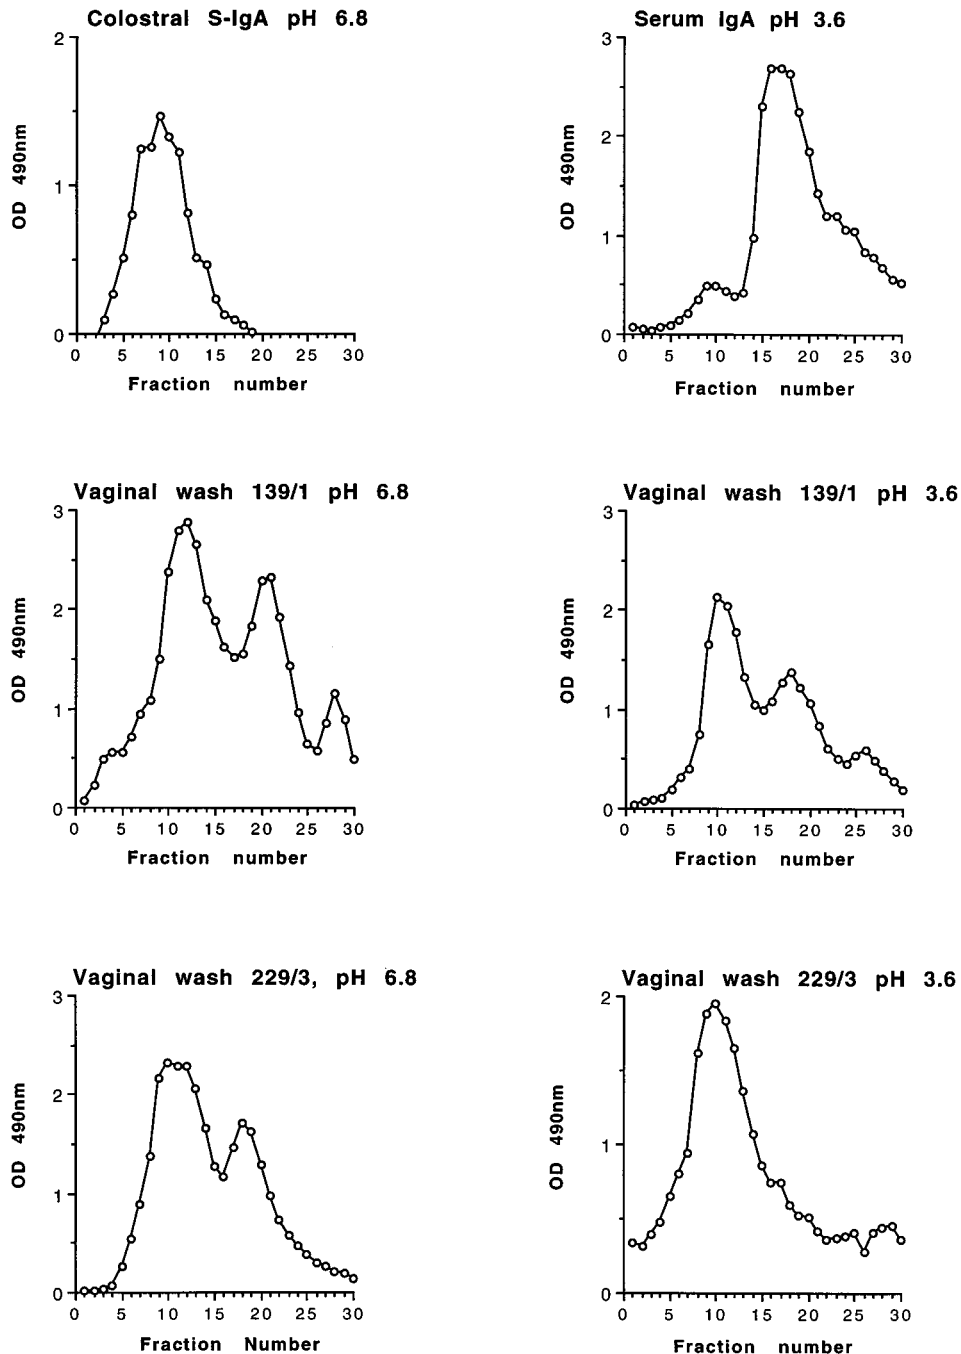 Colostral S-IgA pH 6.8
2
1
0
OD 490nm
0 5 10 15 20 25 30
Fraction number
Serum IgA pH 3.6
3
2
1
0
OD 490nm
0 5 10 15 20 25 30
Fraction number
Vaginal wash 139/1 pH 6.8
3
2
1
0
OD 490nm
0 5 10 15 20 25 30
Fraction number
Vaginal wash 139/1 pH 3.6
3
2
1
0
OD 490nm
0 5 10 15 20 25 30
Fraction number
Vaginal wash 229/3, pH 6.8
3
2
1
0
OD 490nm
0 5 10 15 20 25 30
Fraction Number
Vaginal wash 229/3 pH 3.6
2
1
0
OD 490nm
0 5 10 15 20 25 30
Fraction number